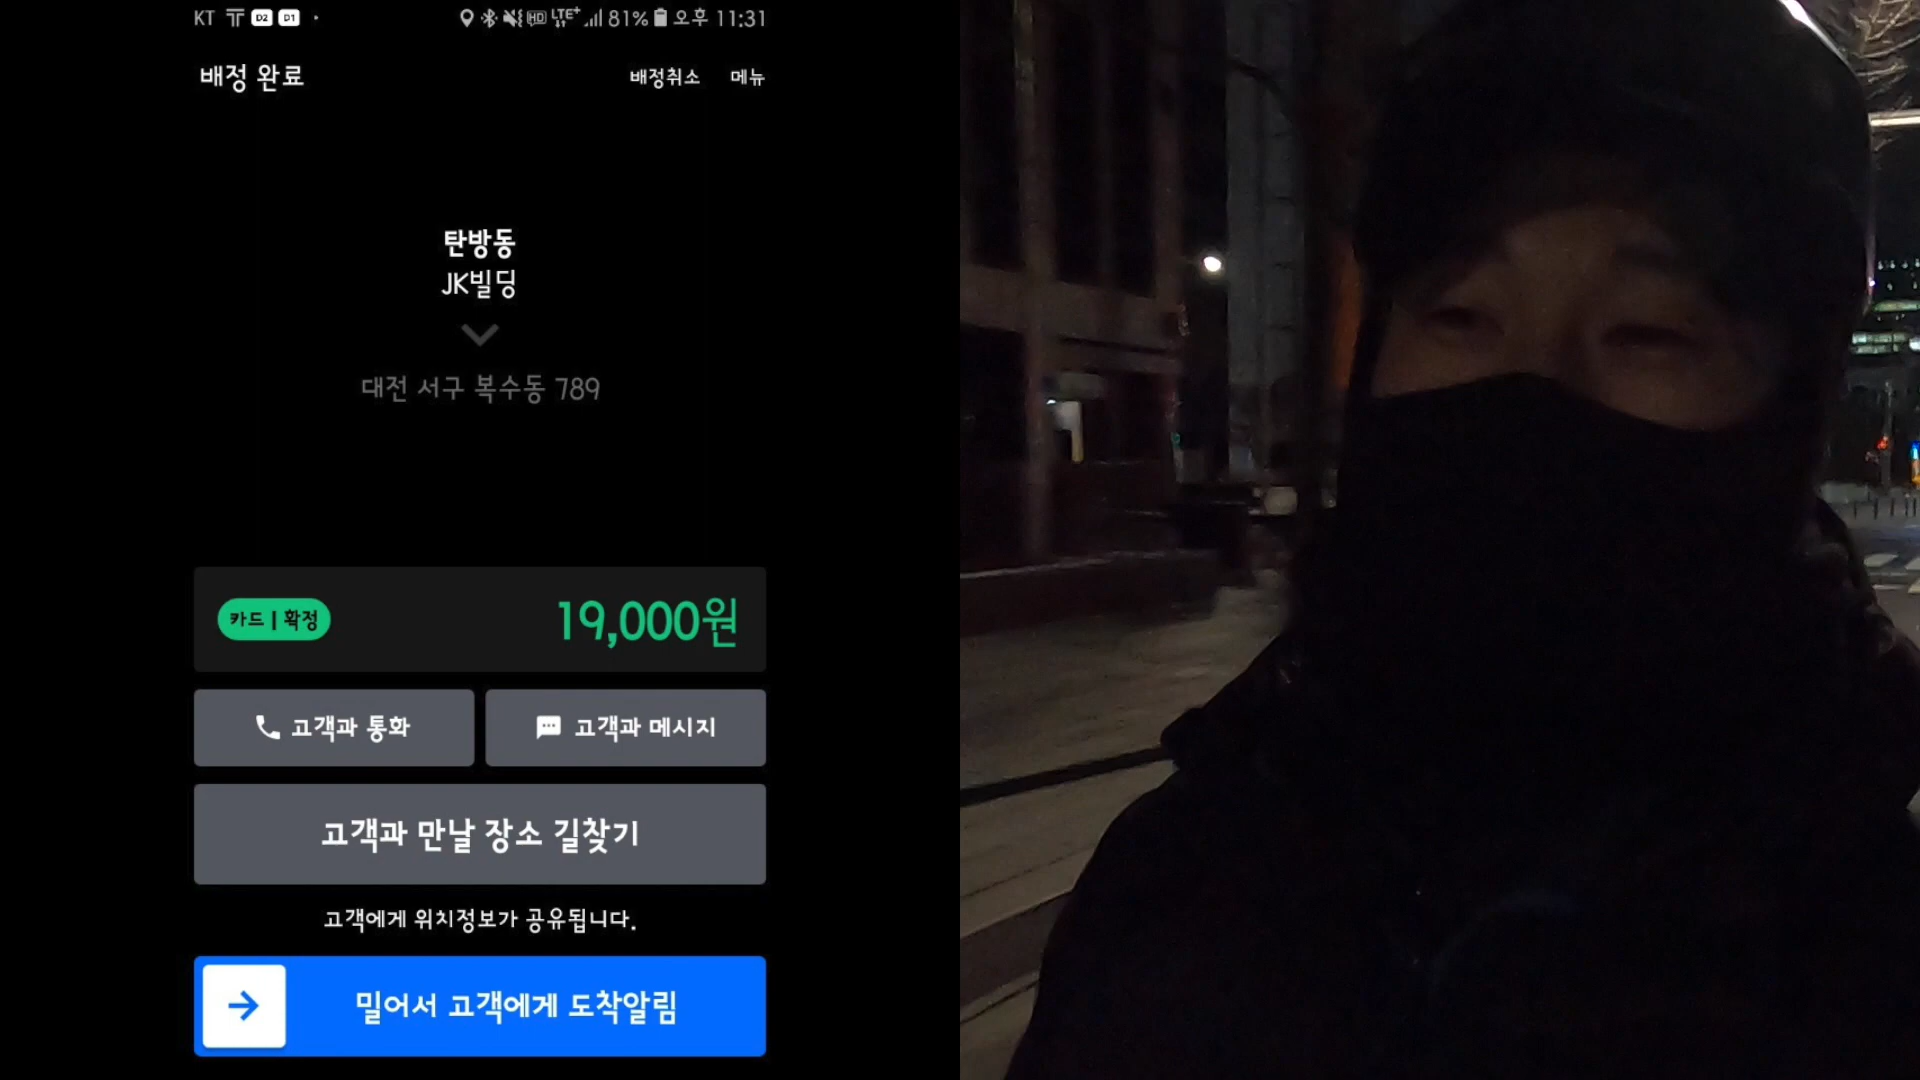 KT D2 D1 HD LTE+ 81% 오후 11:31
배정 완료 배정취소 메뉴
탄방동
JK빌딩
대전 서구 복수동 789
카드 | 확정 19,000원
고객과 통화 고객과 메시지
고객과 만날 장소 길찾기
고객에게 위치정보가 공유됩니다.
밀어서 고객에게 도착알림